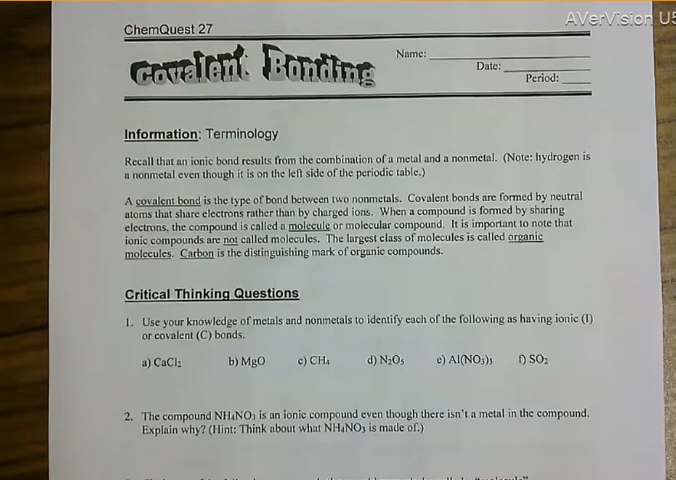 AVerVision U5
ChemQuest 27
Covalent Bonding
Name:
Date:
Period:
Information: Terminology
Recall that an ionic bond results from the combination of a metal and a nonmetal. (Note: hydrogen is
a nonmetal even though it is on the left side of the periodic table.)
A covalent bond is the type of bond between two nonmetals. Covalent bonds are formed by neutral
atoms that share electrons rather than by charged ions. When a compound is formed by sharing
electrons, the compound is called a molecule or molecular compound. It is important to note that
ionic compounds are not called molecules. The largest class of molecules is called organic
molecules. Carbon is the distinguishing mark of organic compounds.
Critical Thinking Questions
1. Use your knowledge of metals and nonmetals to identify each of the following as having ionic (I)
or covalent (C) bonds.
a) CaCl₂ b) MgO c) CH₄ d) N₂O₅ e) Al(NO₃)₃ f) SO₂
2. The compound NH₄NO₃ is an ionic compound even though there isn't a metal in the compound.
Explain why? (Hint: Think about what NH₄NO₃ is made of.)